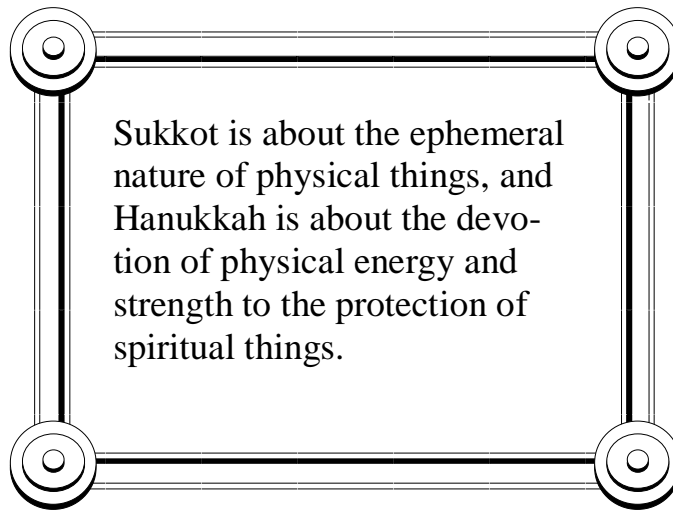 Sukkot is about the ephemeral
nature of physical things, and
Hanukkah is about the devo-
tion of physical energy and
strength to the protection of
spiritual things.